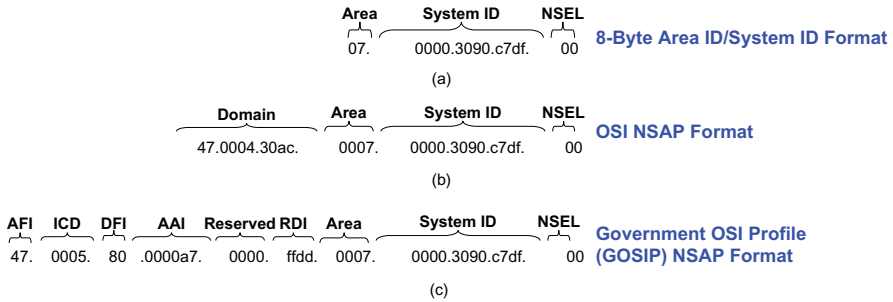 Area System ID NSEL
07. 0000.3090.c7df. 00
8-Byte Area ID/System ID Format
(a)
Domain Area System ID NSEL
47.0004.30ac. 0007. 0000.3090.c7df. 00
OSI NSAP Format
(b)
AFI ICD DFI AAI Reserved RDI Area System ID NSEL
47. 0005. 80 .0000a7. 0000. ffdd. 0007. 0000.3090.c7df. 00
Government OSI Profile
(GOSIP) NSAP Format
(c)